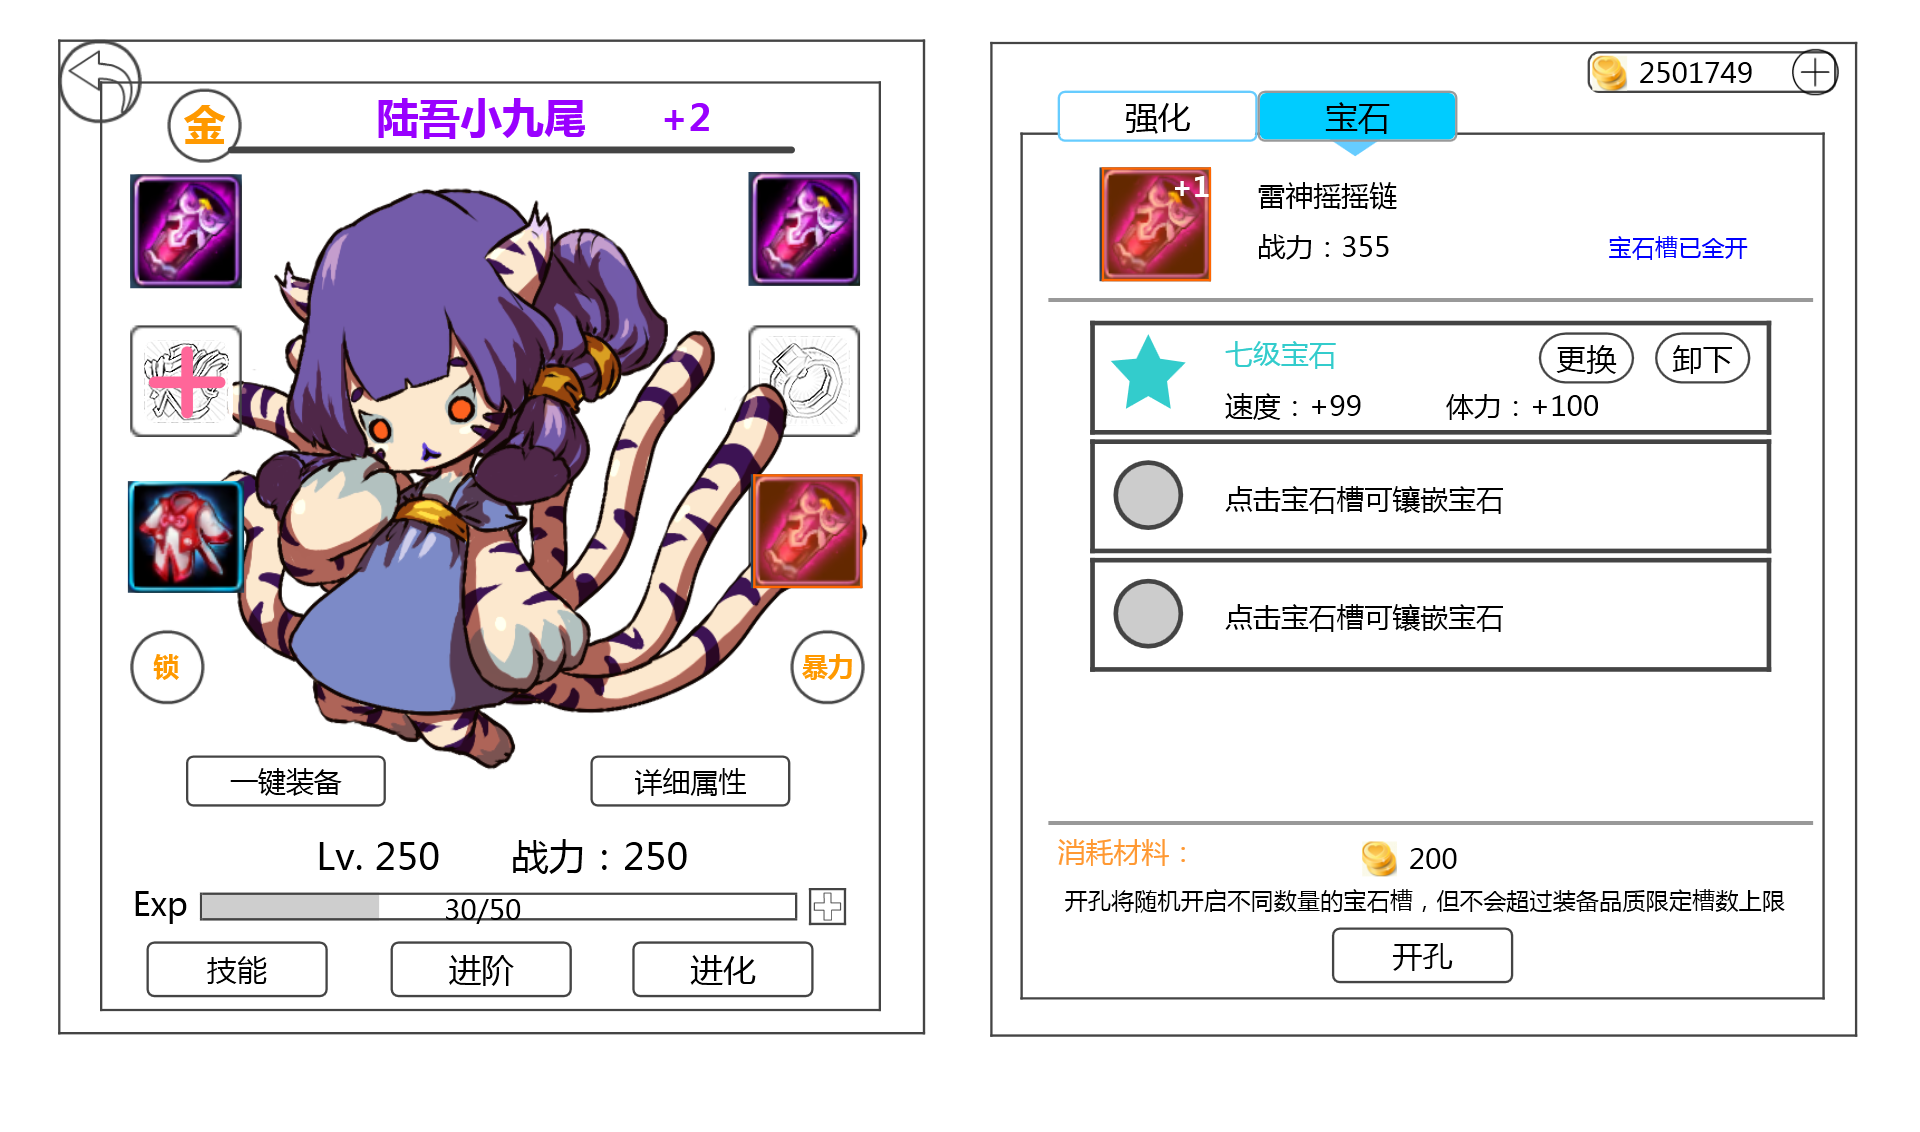 金
陆吾小九尾 +2
锁
暴力
一键装备
详细属性
Lv. 250 战力：250
Exp 30/50
技能
进阶
进化
2501749
强化
宝石
+1
雷神摇摇链
战力：355
宝石槽已全开
七级宝石
更换
卸下
速度：+99 体力：+100
点击宝石槽可镶嵌宝石
点击宝石槽可镶嵌宝石
消耗材料： 200
开孔将随机开启不同数量的宝石槽，但不会超过装备品质限定槽数上限
开孔